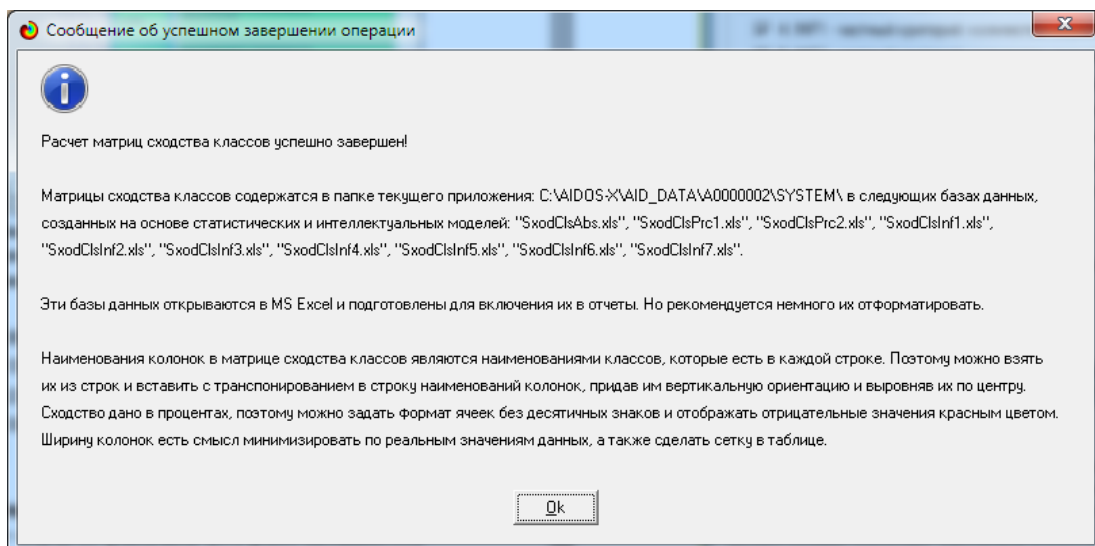 Сообщение об успешном завершении операции
Расчет матриц сходства классов успешно завершен!
Матрицы сходства классов содержатся в папке текущего приложения: C:\AIDOS-X\AID_DATA\A0000002\SYSTEM\ в следующих базах данных,
созданных на основе статистических и интеллектуальных моделей: "SxodClsAbs.xls", "SxodClsPrc1.xls", "SxodClsPrc2.xls", "SxodClsInf1.xls",
"SxodClsInf2.xls", "SxodClsInf3.xls", "SxodClsInf4.xls", "SxodClsInf5.xls", "SxodClsInf6.xls", "SxodClsInf7.xls".
Эти базы данных открываются в MS Excel и подготовлены для включения их в отчеты. Но рекомендуется немного их отформатировать.
Наименования колонок в матрице сходства классов являются наименованиями классов, которые есть в каждой строке. Поэтому можно взять
их из строк и вставить с транспонированием в строку наименований колонок, придав им вертикальную ориентацию и выровняв их по центру.
Сходство дано в процентах, поэтому можно задать формат ячеек без десятичных знаков и отображать отрицательные значения красным цветом.
Ширину колонок есть смысл минимизировать по реальным значениям данных, а также сделать сетку в таблице.
Ok